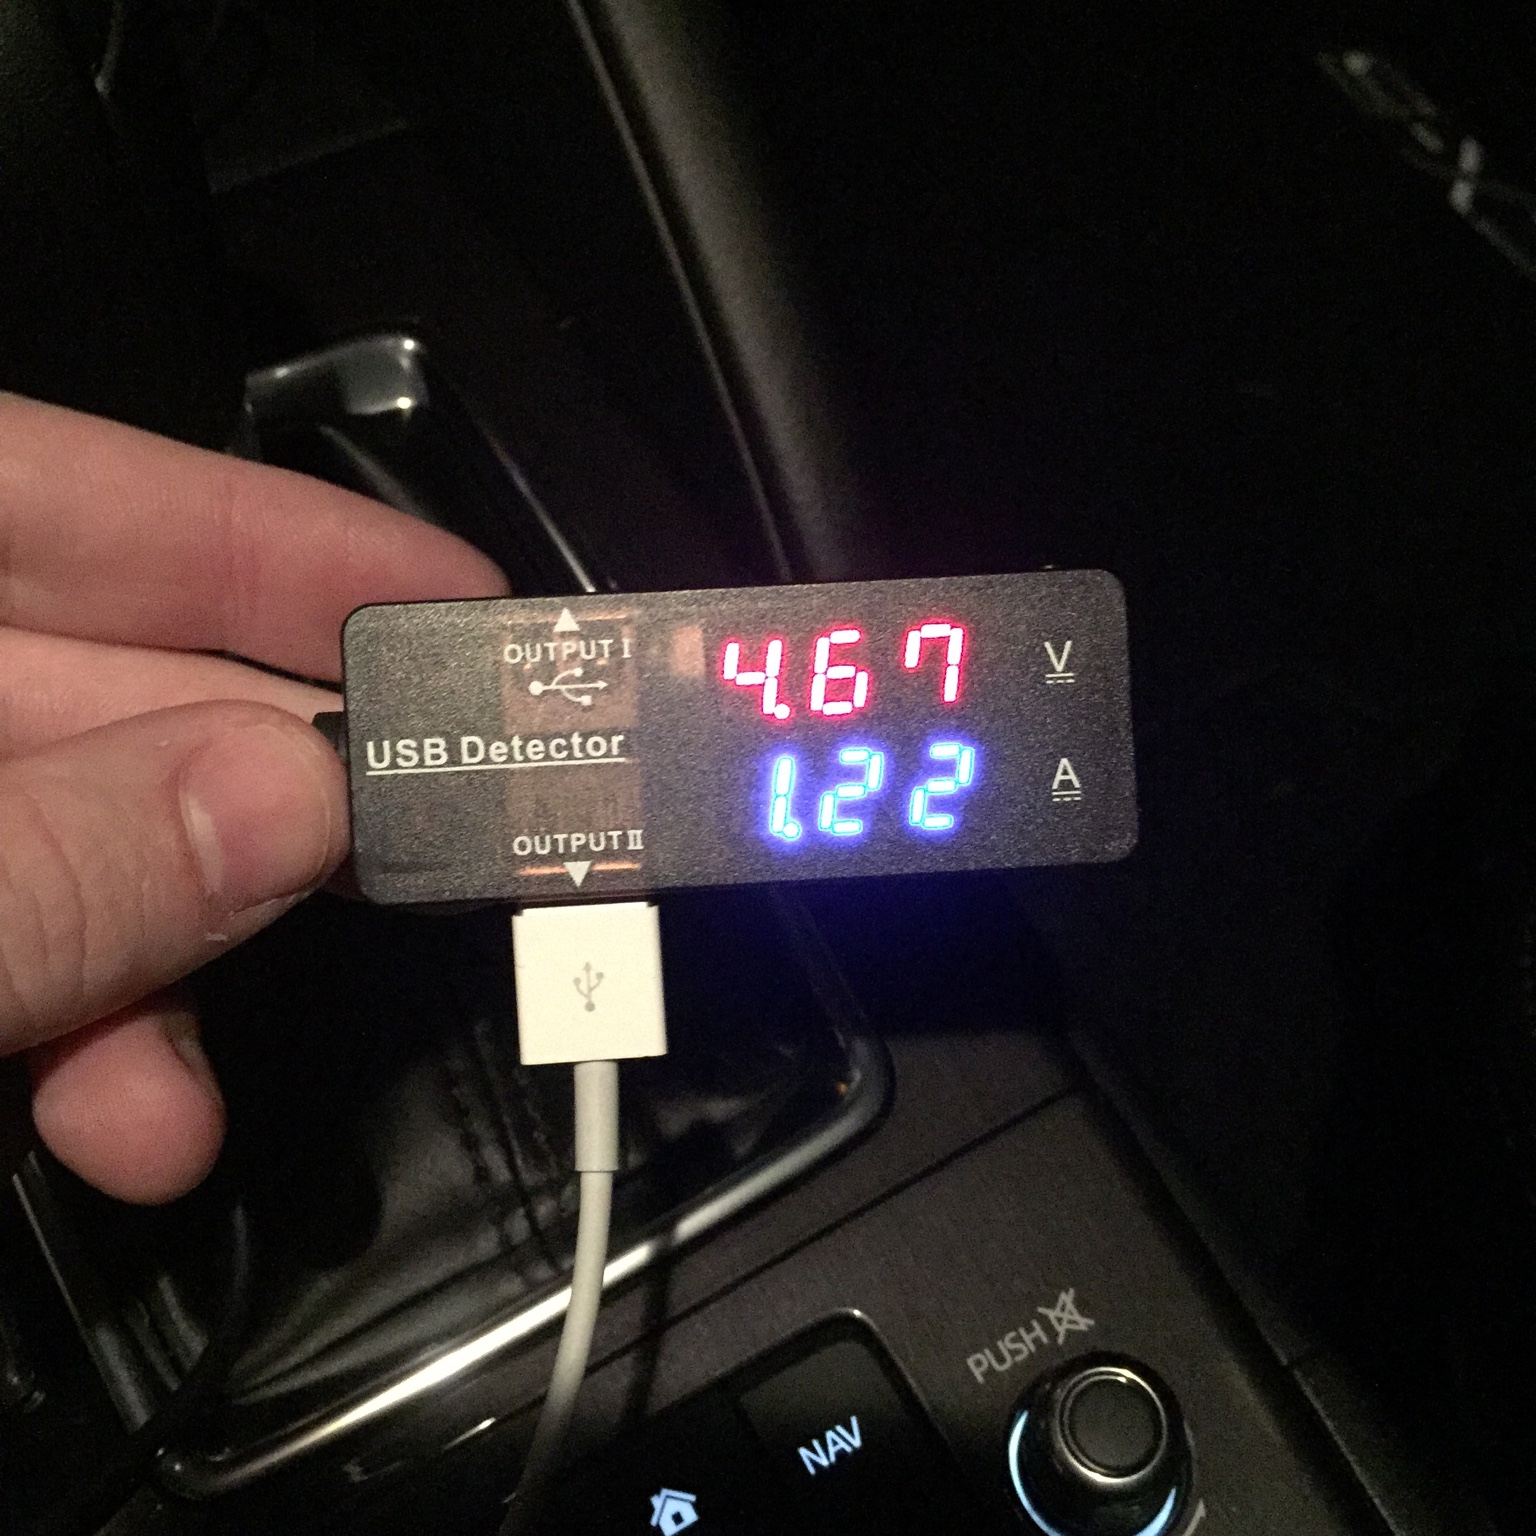 OUTPUT I
4.67 V
USB Detector
1.22 A
OUTPUT II
PUSH
NAV